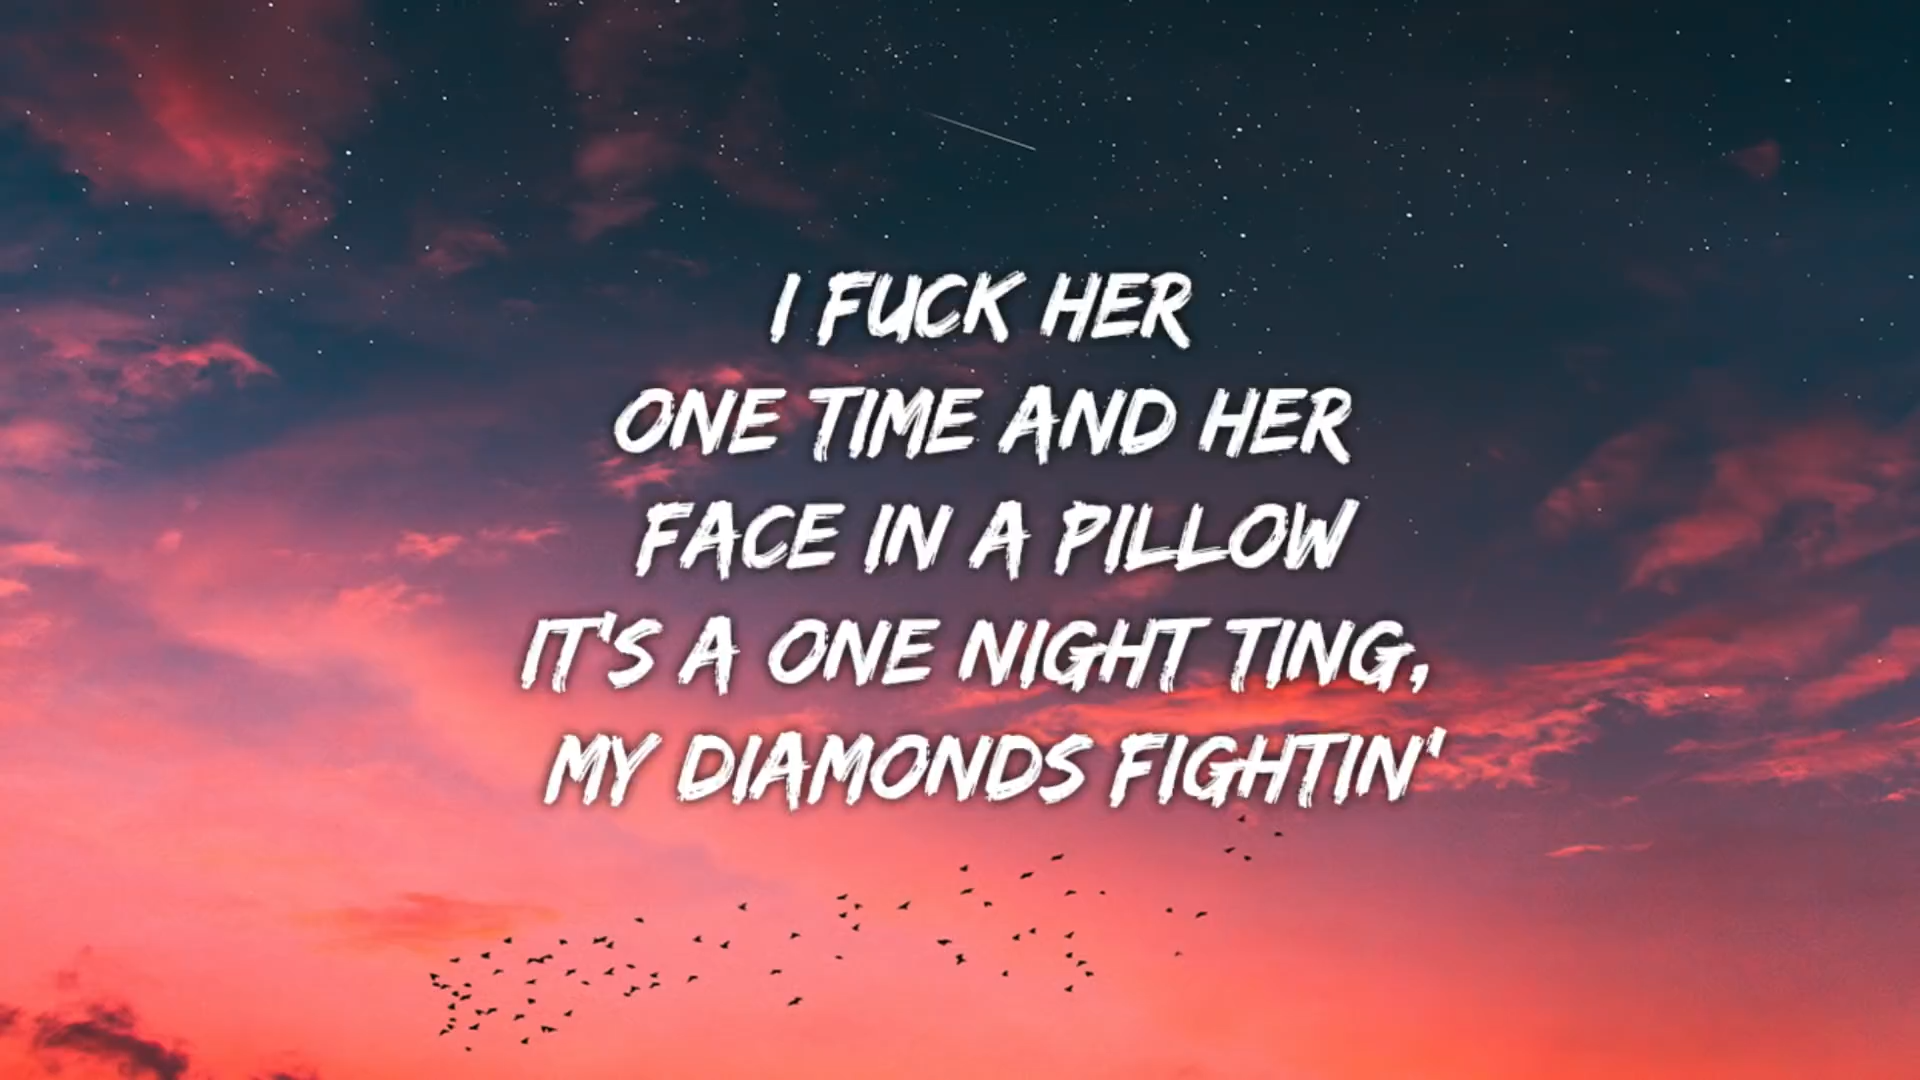 I FUCK HER
ONE TIME AND HER
FACE IN A PILLOW
IT'S A ONE NIGHT TING,
MY DIAMONDS FIGHTIN'